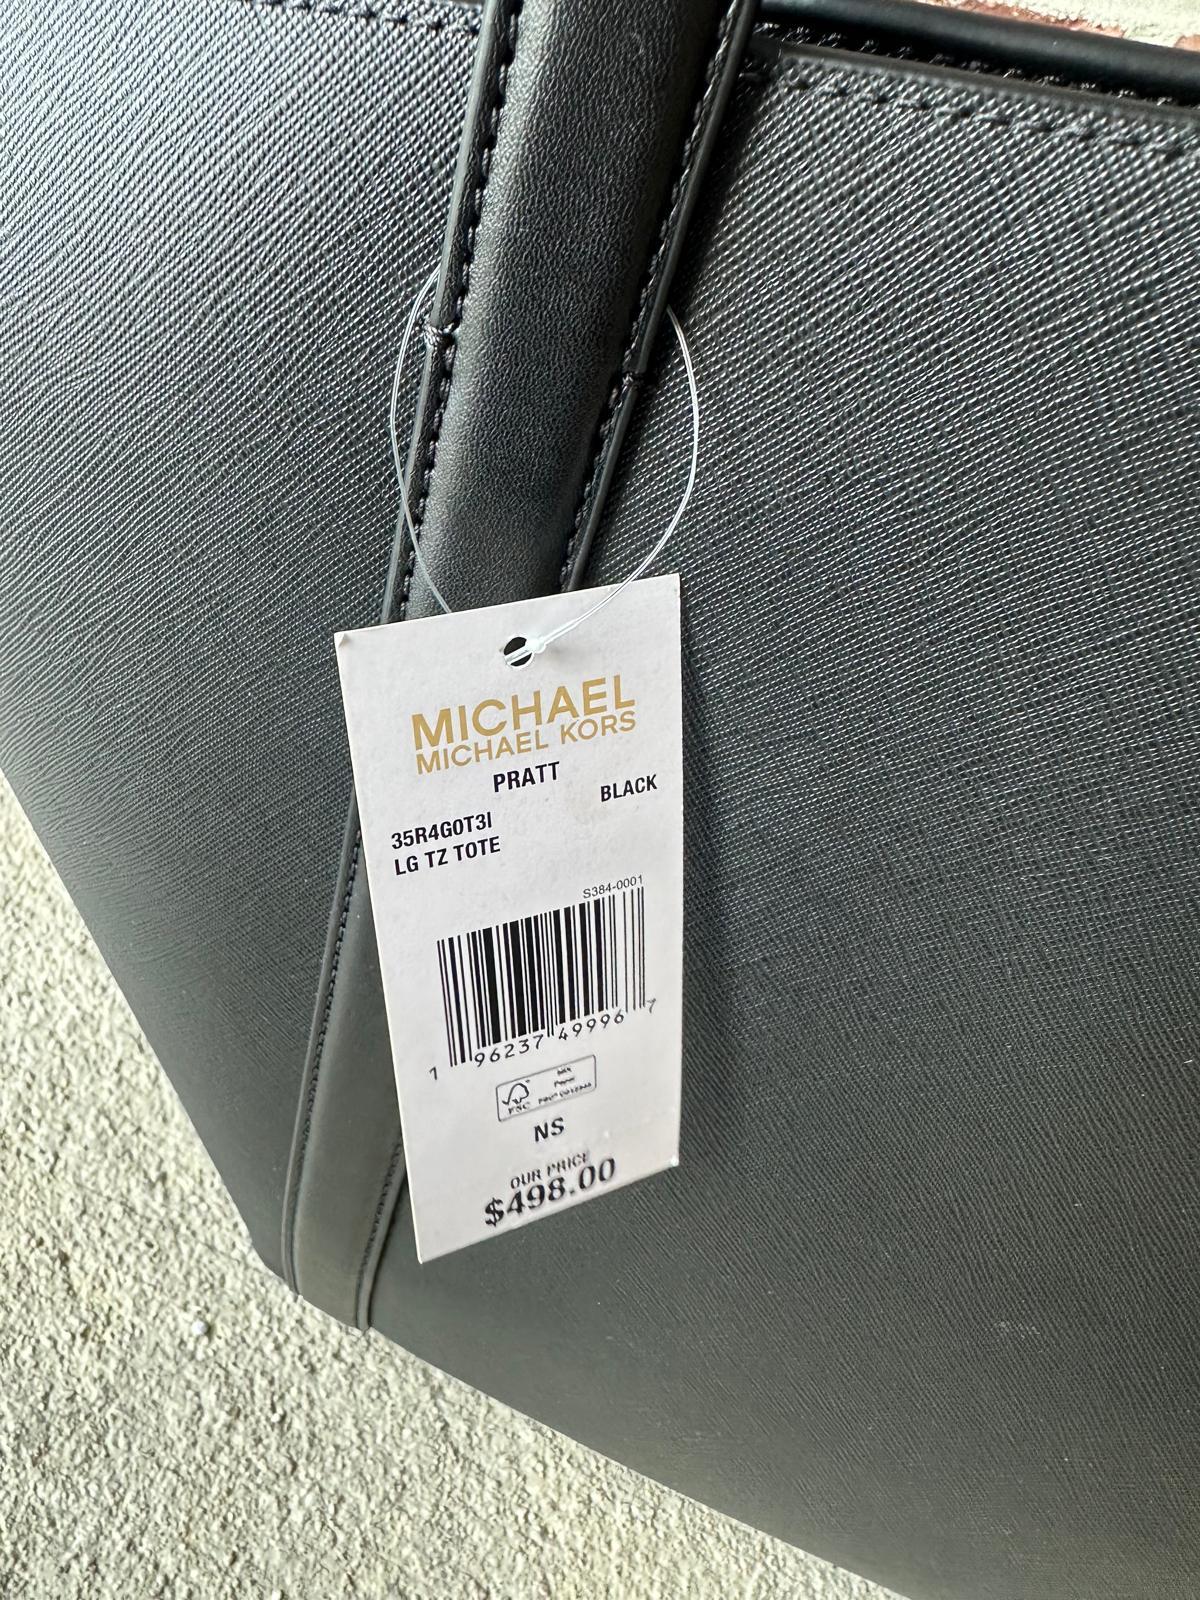 MICHAEL
MICHAEL KORS
PRATT
BLACK
35R4G0T3I
LG TZ TOTE
S384-0001
1 96237 49996 7
FSC
NS
OUR PRICE
$498.00